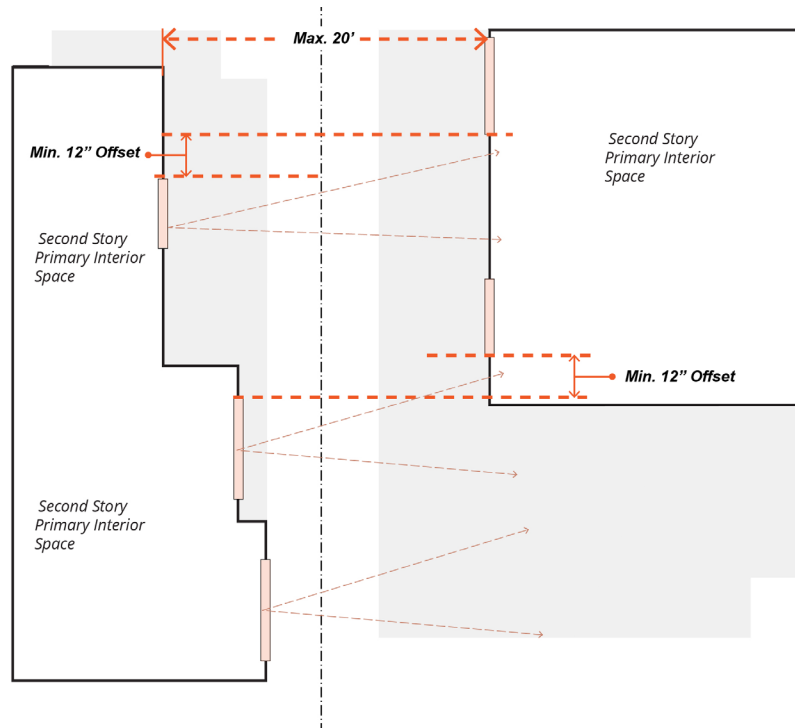 Max. 20’
Min. 12” Offset
Second Story
Primary Interior
Space
Second Story
Primary Interior
Space
Min. 12” Offset
Second Story
Primary Interior
Space